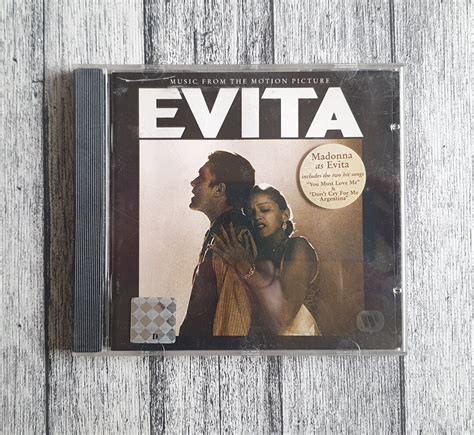 MUSIC FROM THE MOTION PICTURE
EVITA
Madonna
as Evita
includes the two hit songs
"You Must Love Me"
&
"Don't Cry For Me
Argentina"